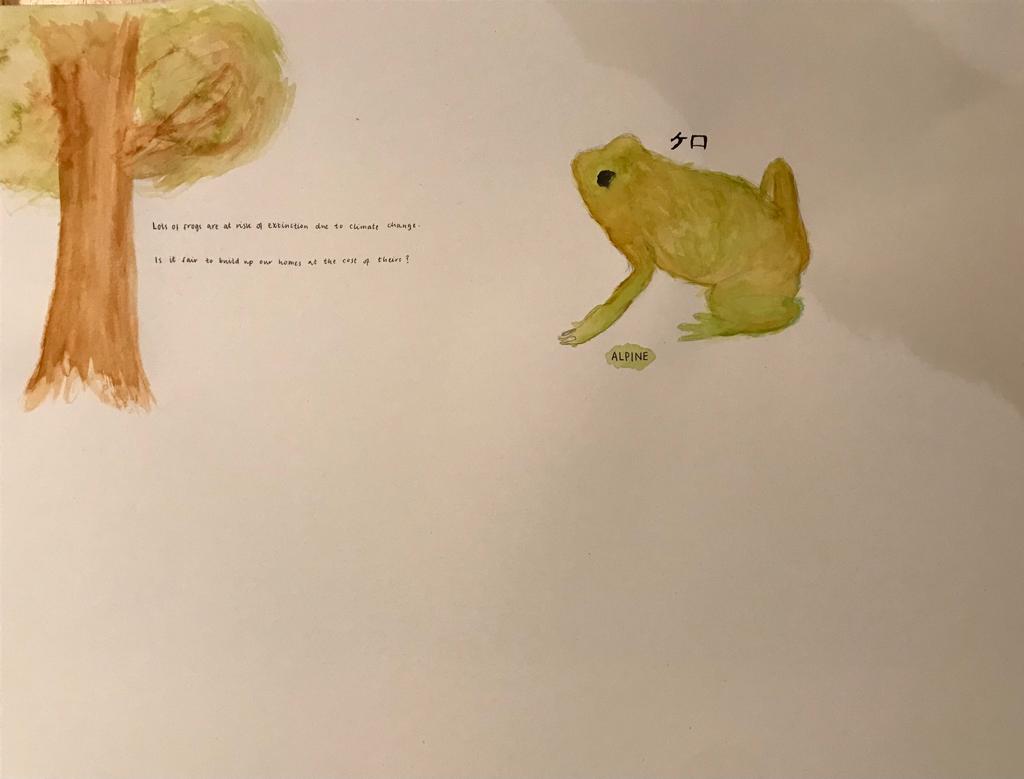 ケロ
Lots of frogs are at risk of extinction due to climate change.
Is it fair to build up our homes at the cost of theirs?
ALPINE